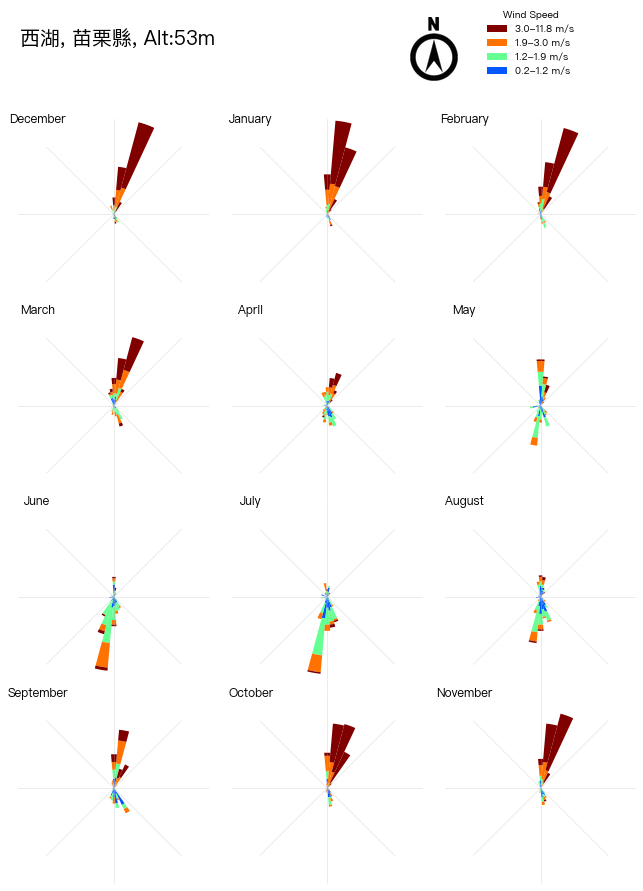 西湖, 苗栗縣, Alt:53m
N
Wind Speed
3.0–11.8 m/s
1.9–3.0 m/s
1.2–1.9 m/s
0.2–1.2 m/s
December
January
February
March
April
May
June
July
August
September
October
November